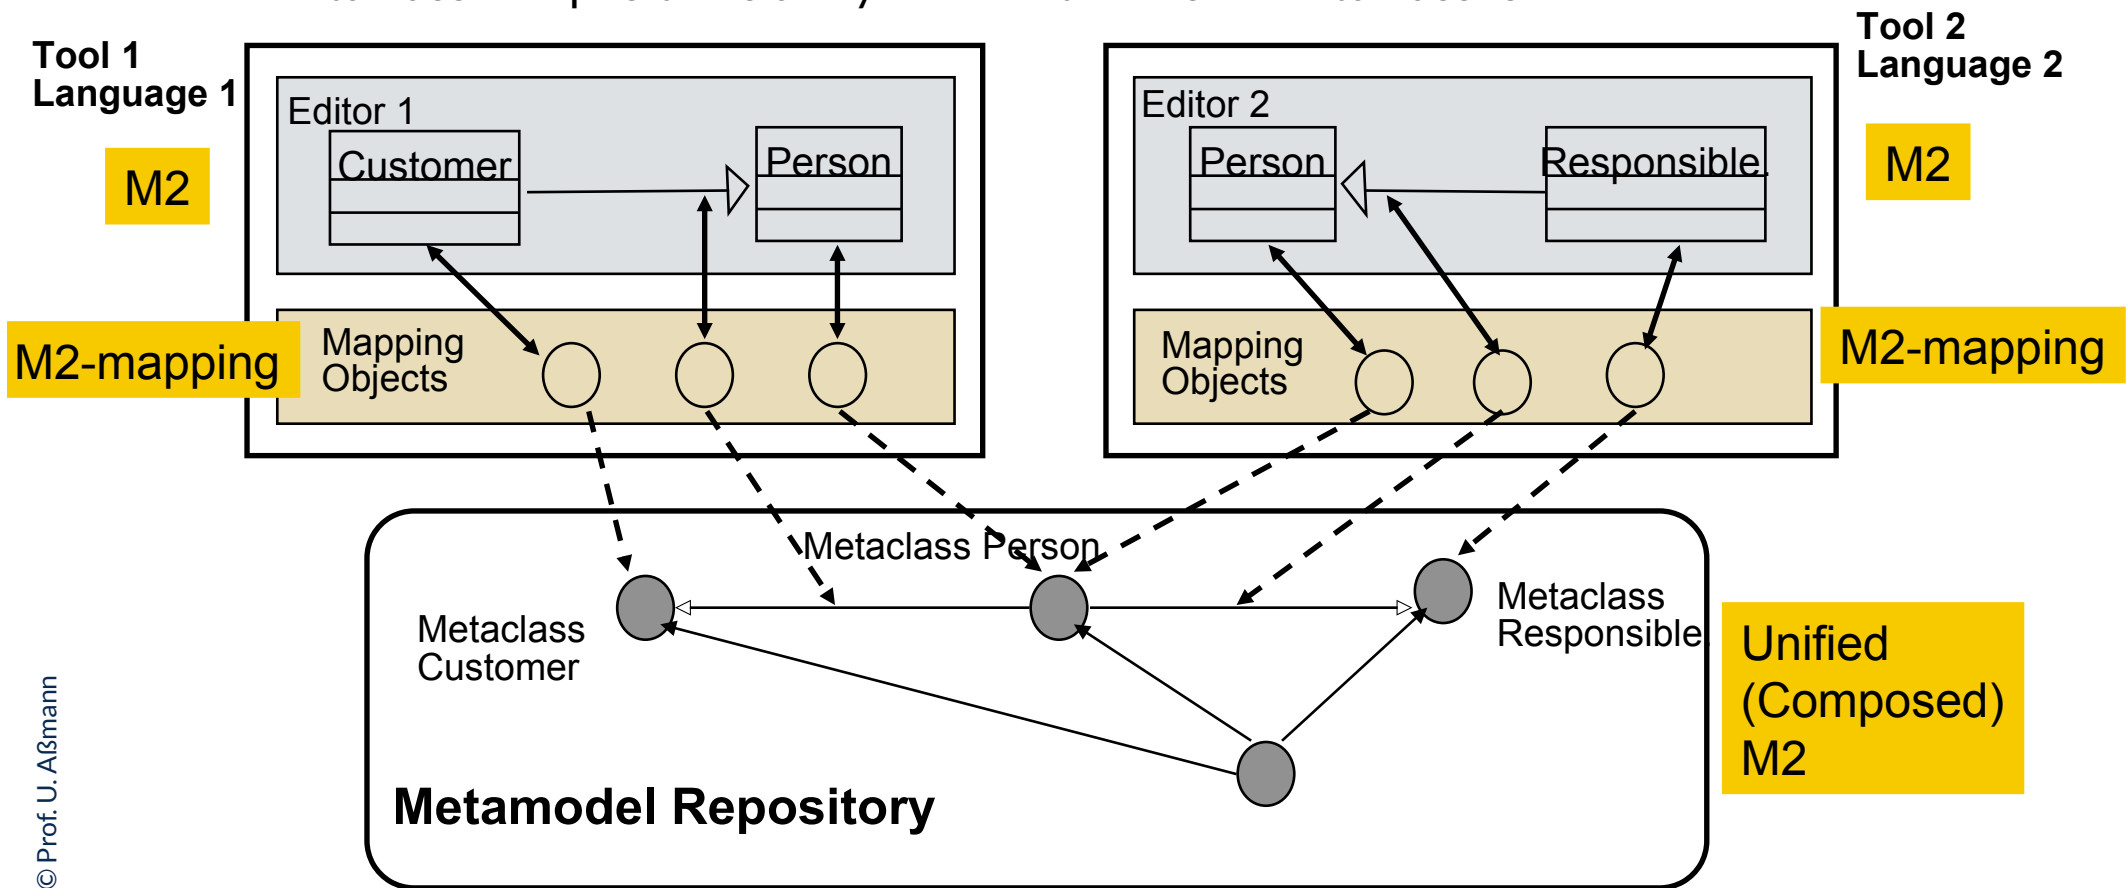 Tool 1
Language 1
Tool 2
Language 2
Editor 1
Customer
Person
Editor 2
Person
Responsible.
M2
M2
Mapping
Objects
M2-mapping
Mapping
Objects
M2-mapping
Metaclass Person
Metaclass
Customer
Metaclass
Responsible.
Unified
(Composed)
M2
Metamodel Repository
© Prof. U. Aßmann